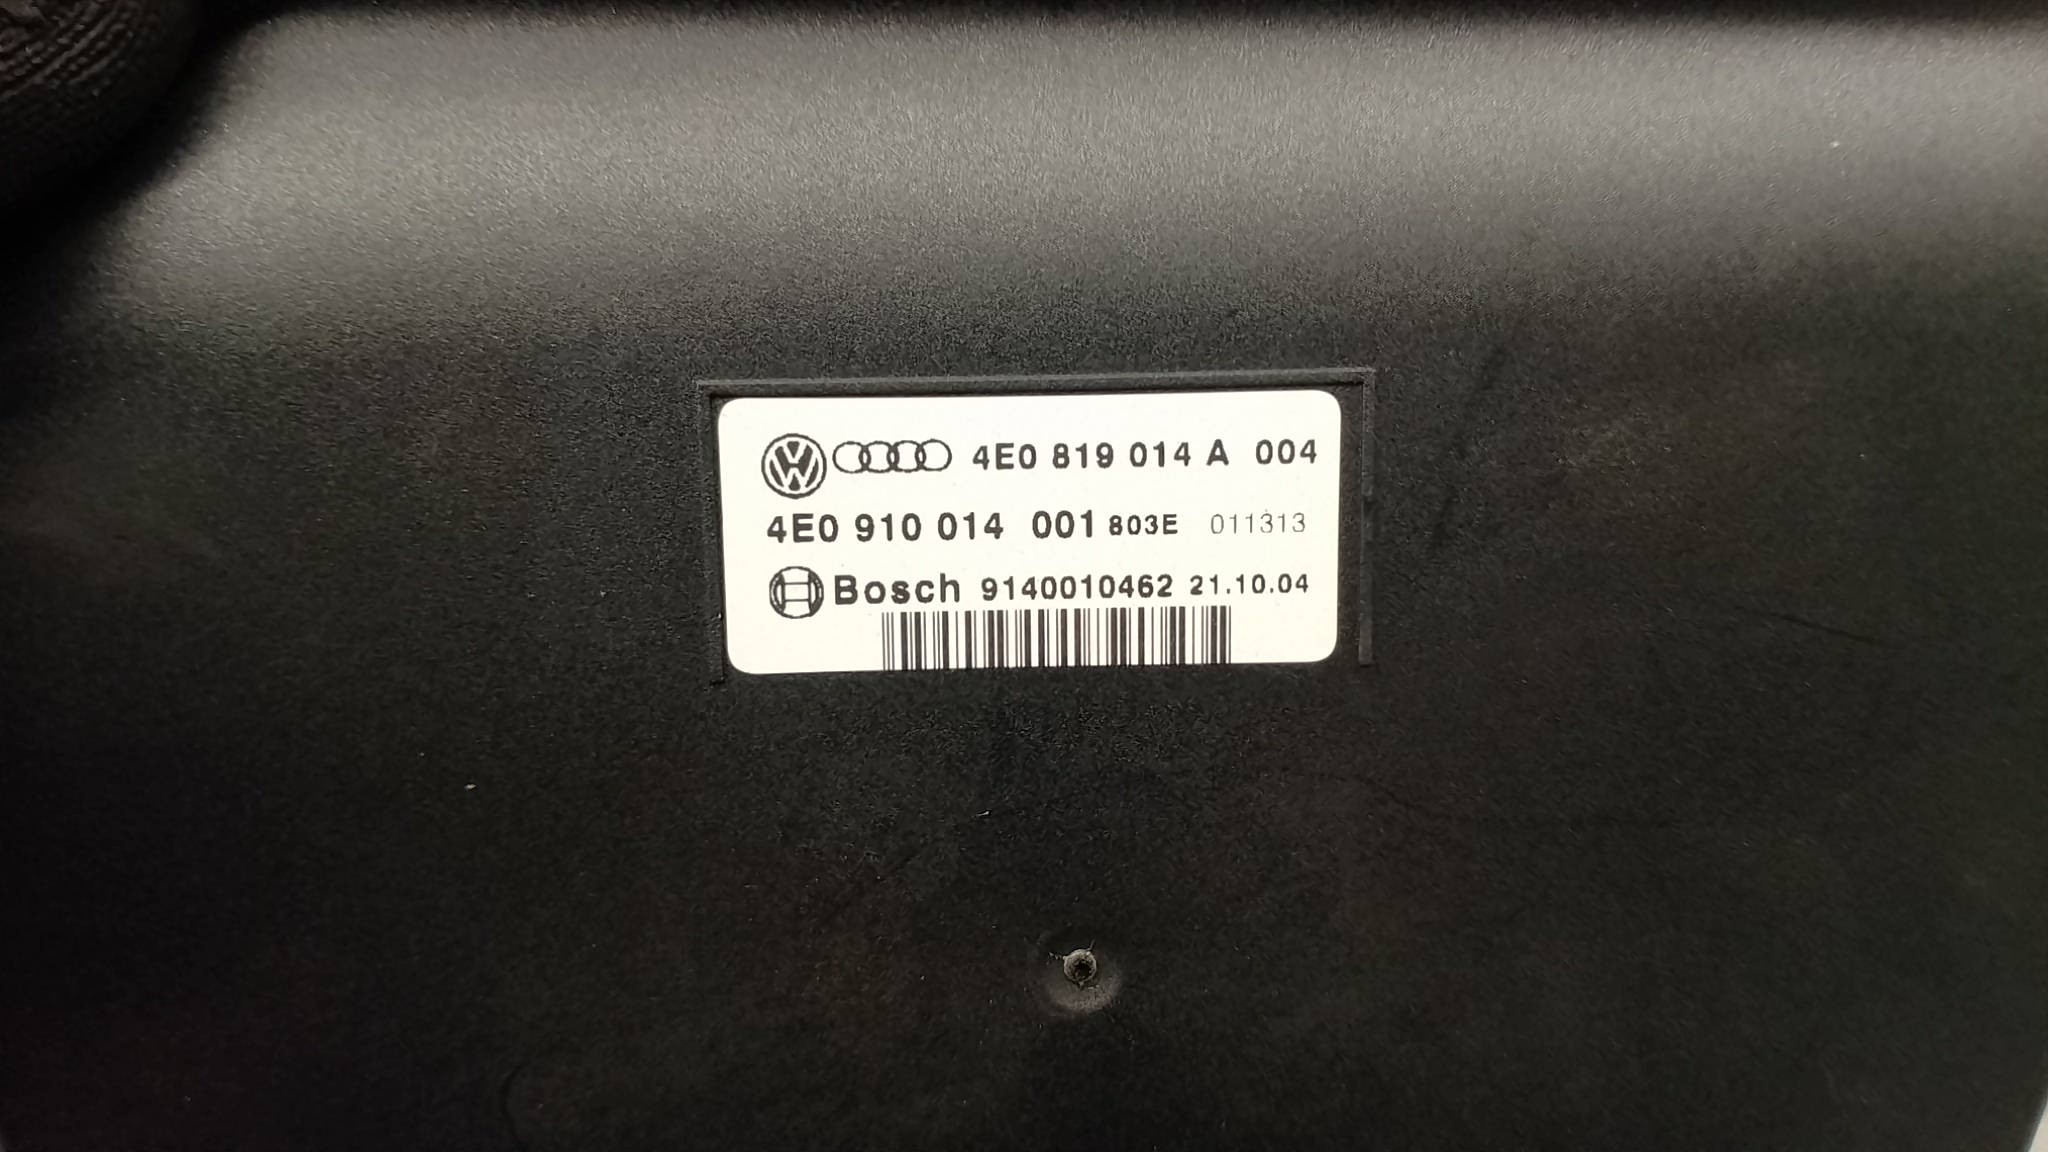 4E0 819 014 A 004
4E0 910 014 001 803E 011313
Bosch 9140010462 21.10.04